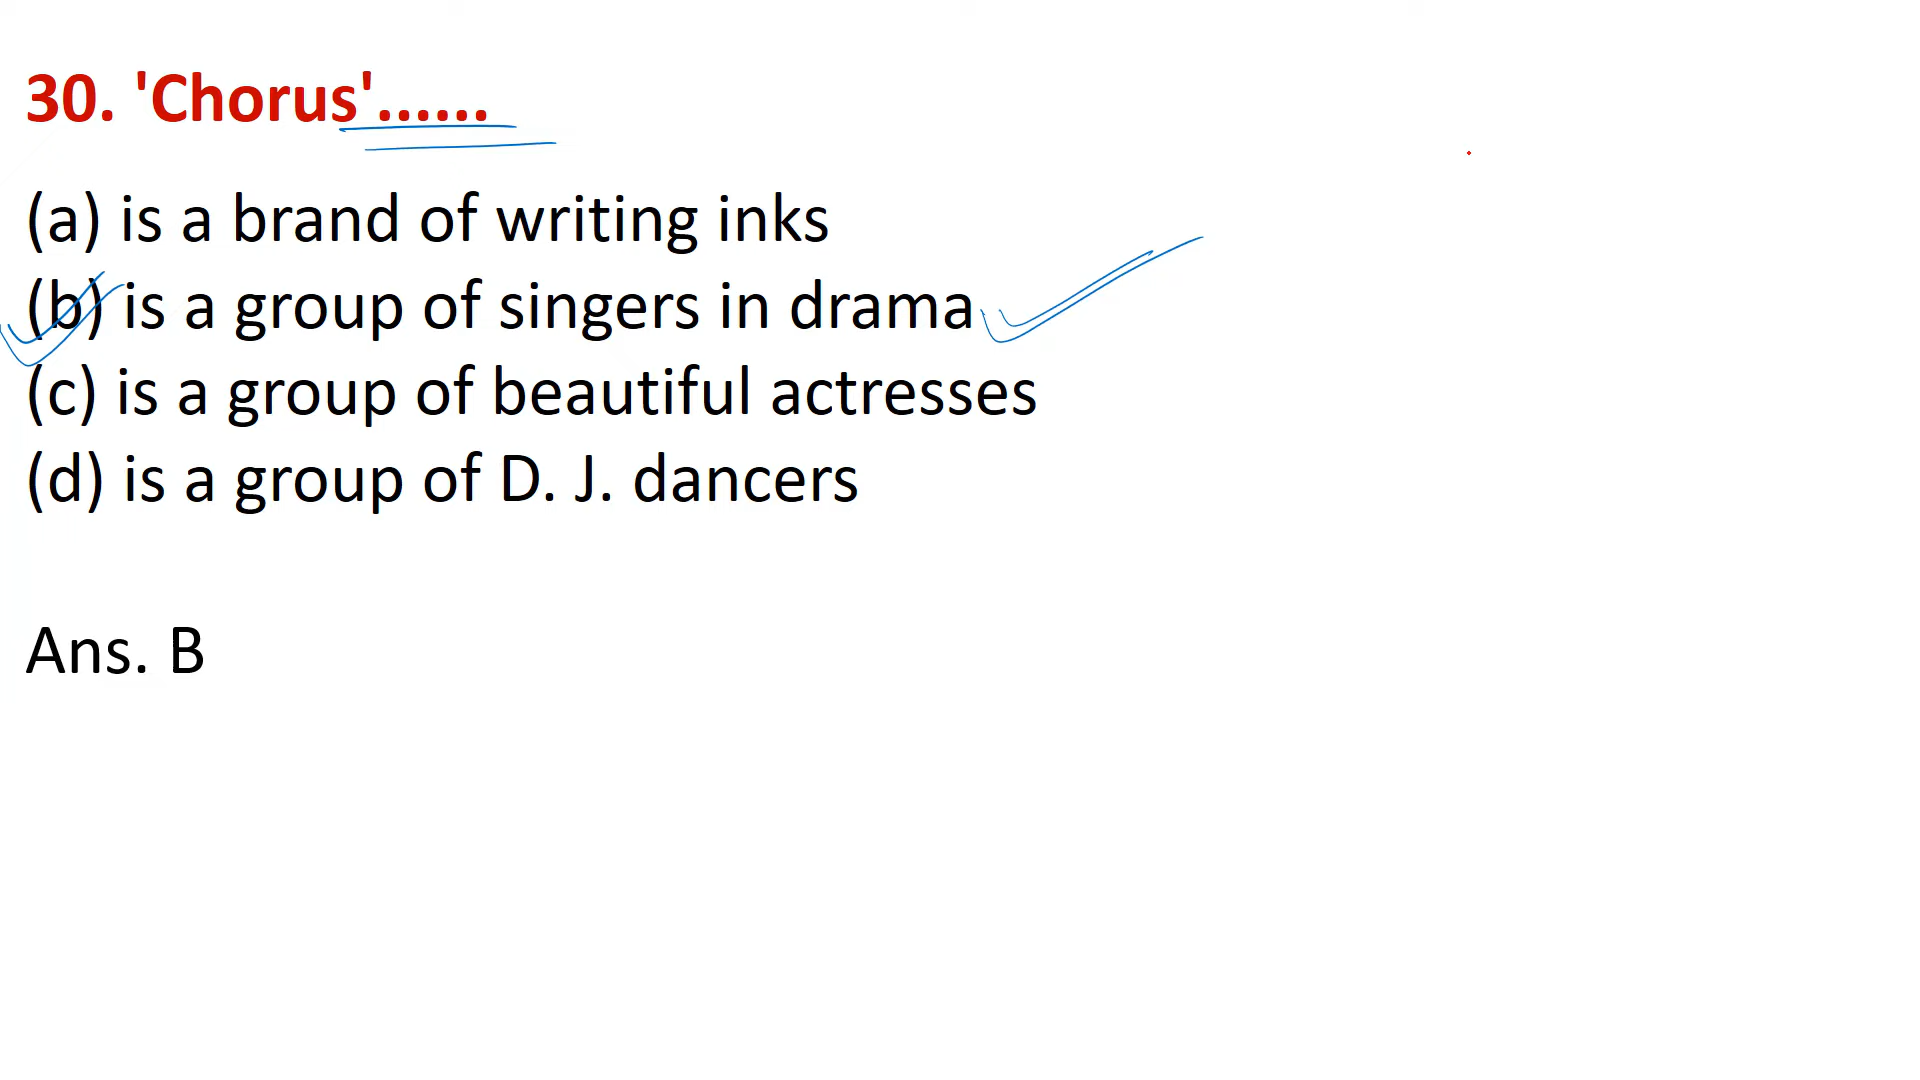 30. 'Chorus'......
(a) is a brand of writing inks
(b) is a group of singers in drama
(c) is a group of beautiful actresses
(d) is a group of D. J. dancers
Ans. B